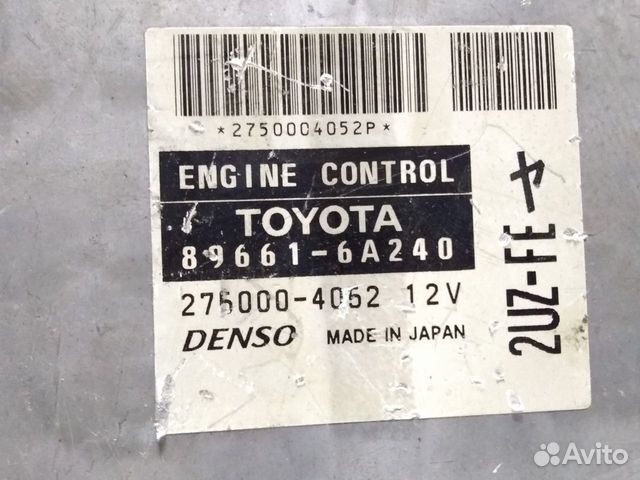 *2750004052P*
ENGINE CONTROL
TOYOTA
89661-6A240
275000-4052 12V
DENSO MADE IN JAPAN
2UZ-FE ヤ
Avito